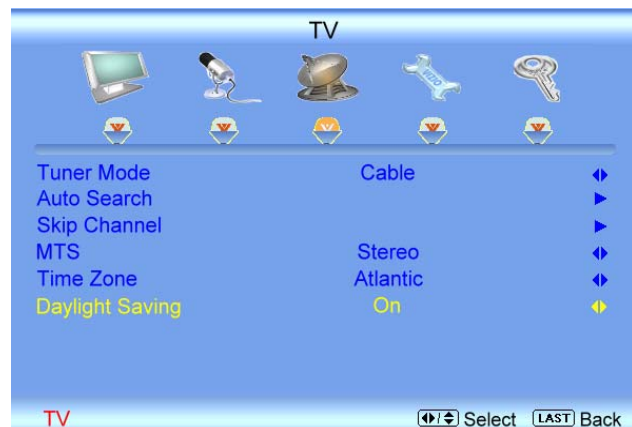 TV
VIZIO
Tuner Mode Cable
Auto Search
Skip Channel
MTS Stereo
Time Zone Atlantic
Daylight Saving On
TV Select LAST Back